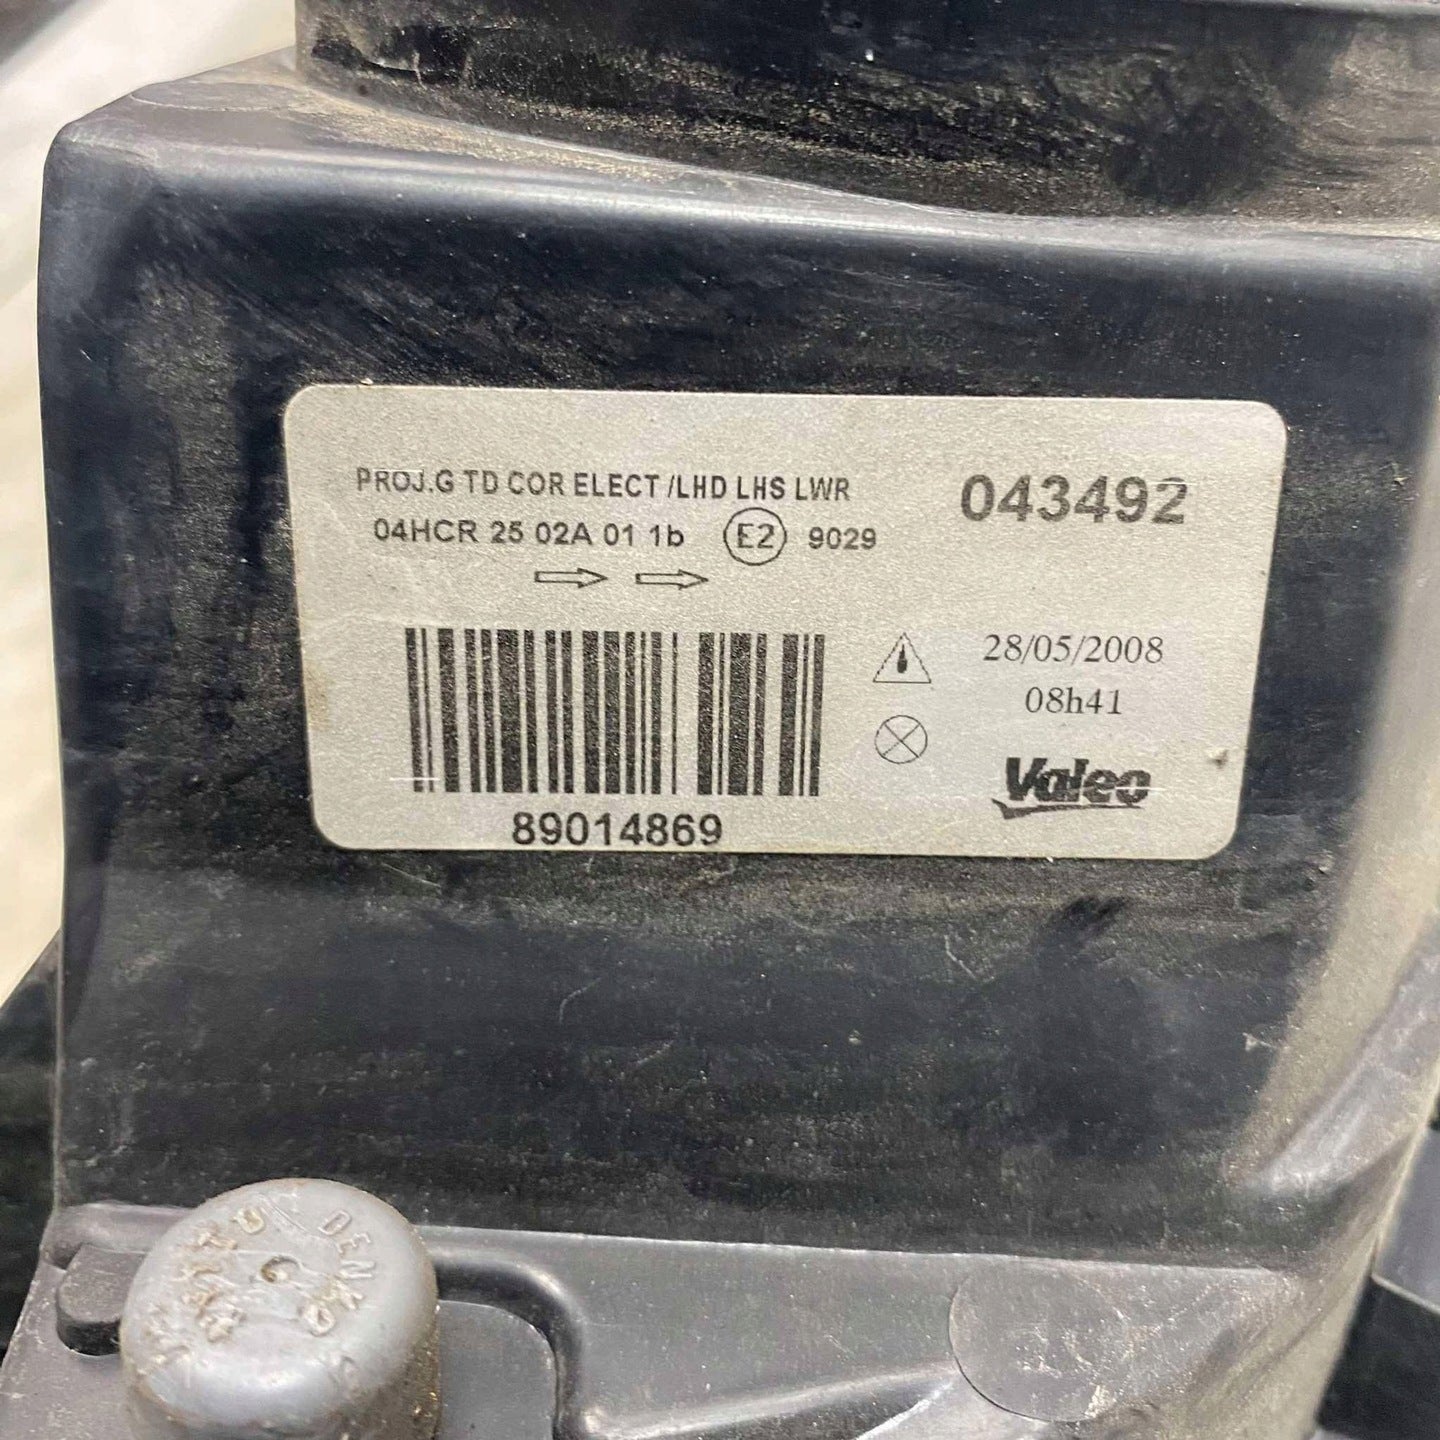 PROJ.G TD COR ELECT /LHD LHS LWR
043492
04HCR 25 02A 01 1b E2 9029
28/05/2008
08h41
Valeo
89014869
DENKO